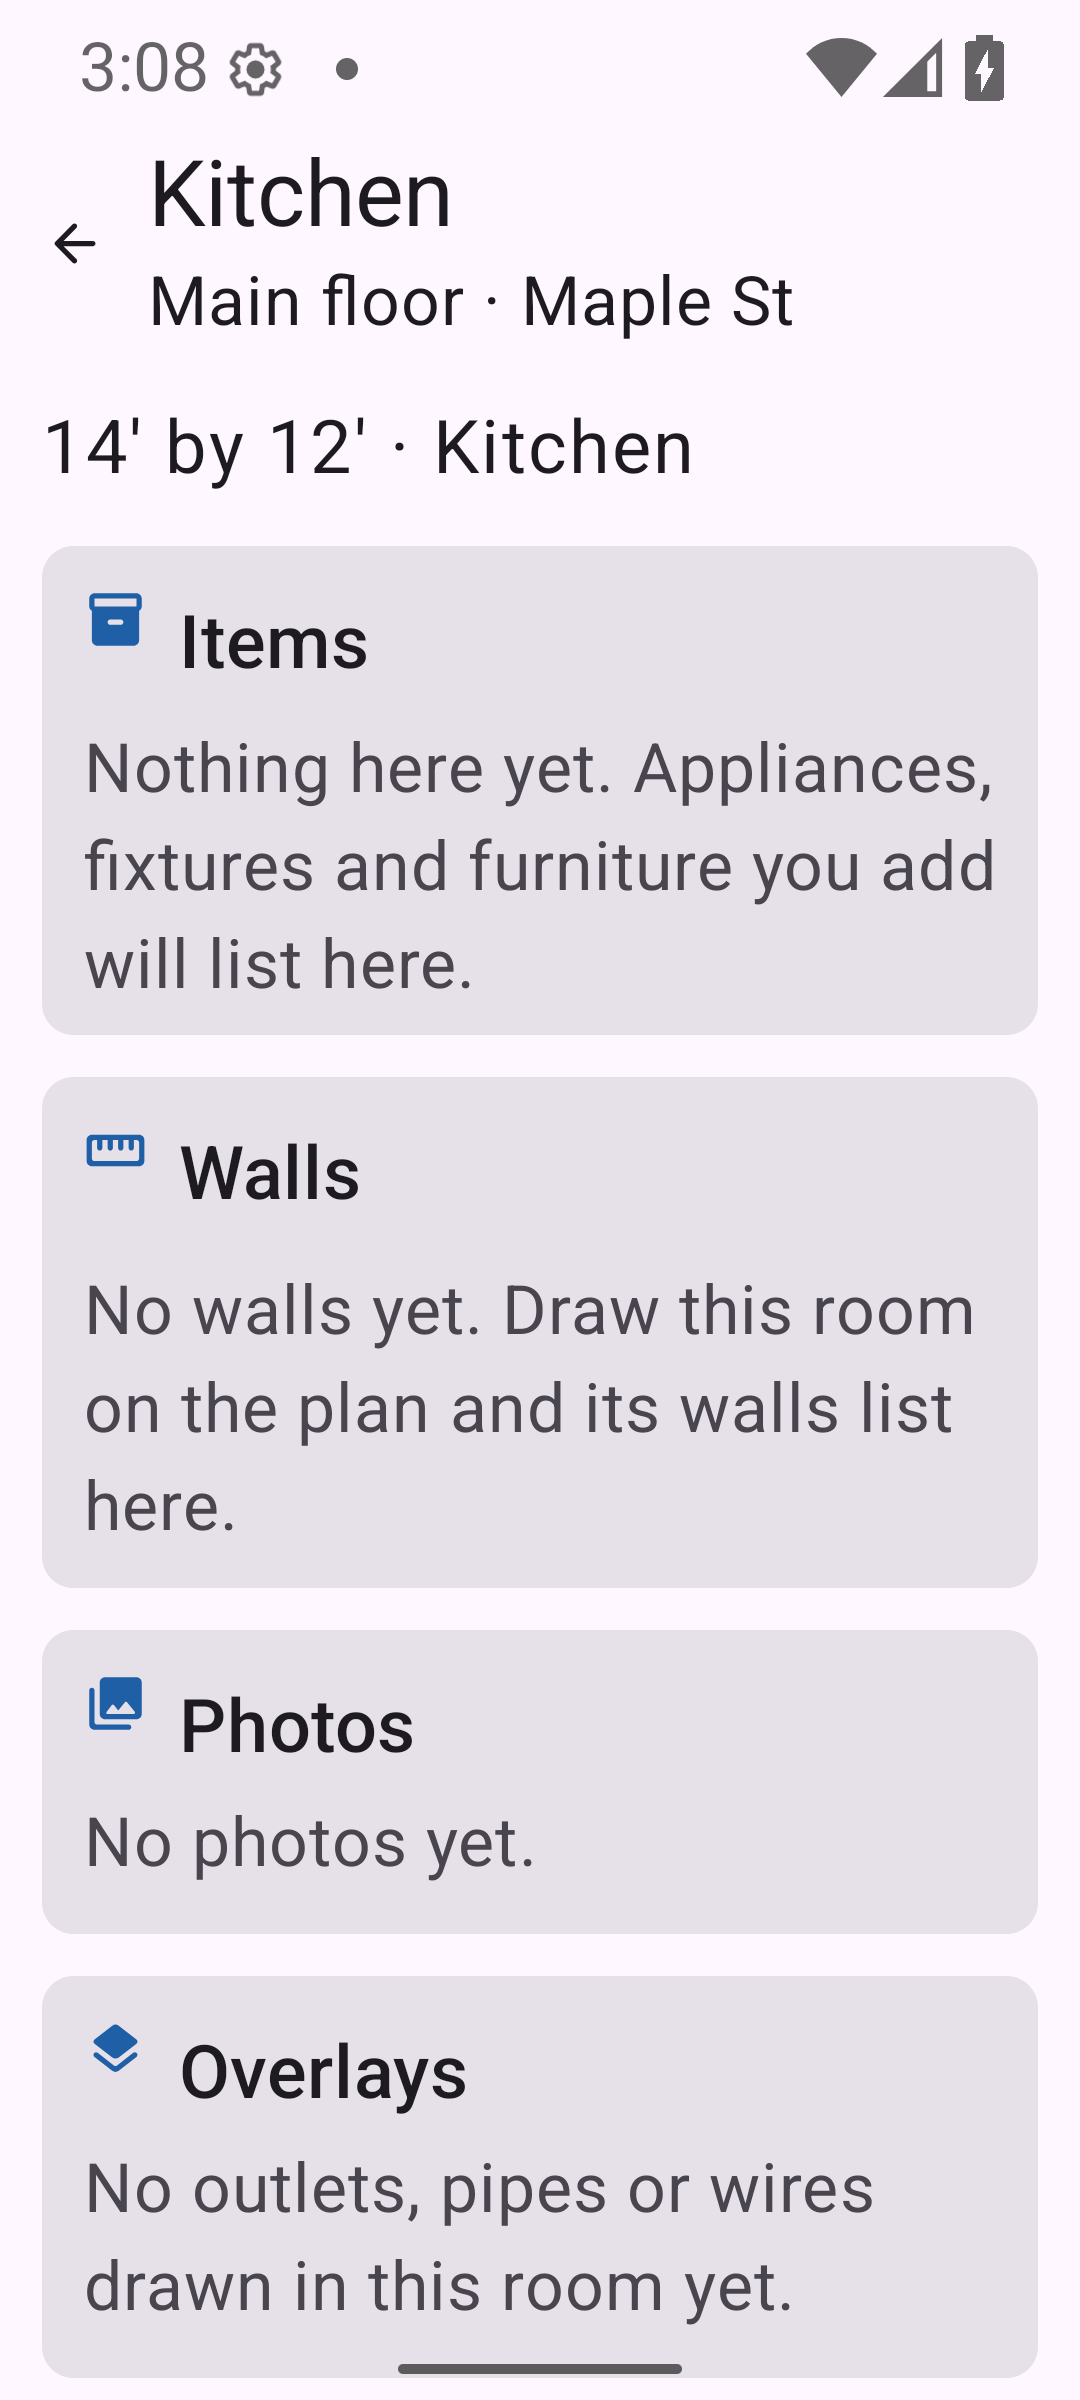 3:08
Kitchen
Main floor · Maple St
14' by 12' · Kitchen
Items
Nothing here yet. Appliances,
fixtures and furniture you add
will list here.
Walls
No walls yet. Draw this room
on the plan and its walls list
here.
Photos
No photos yet.
Overlays
No outlets, pipes or wires
drawn in this room yet.